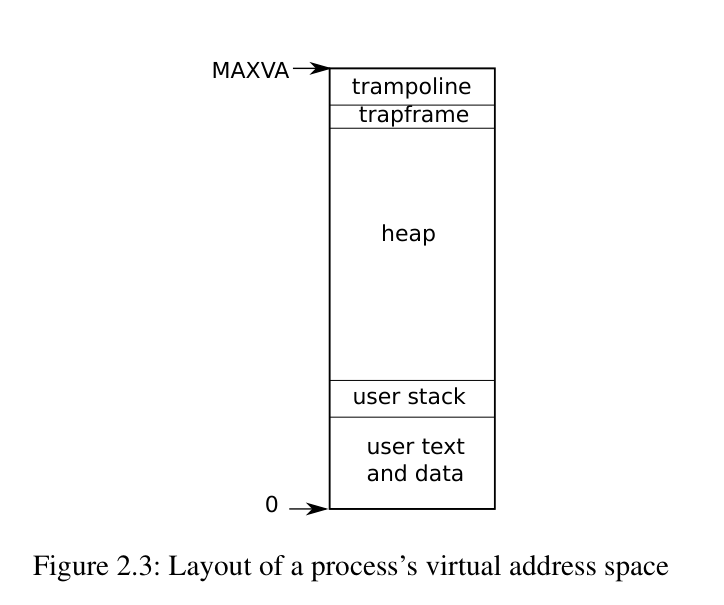 MAXVA
trampoline
trapframe
heap
user stack
user text
and data
0
Figure 2.3: Layout of a process’s virtual address space